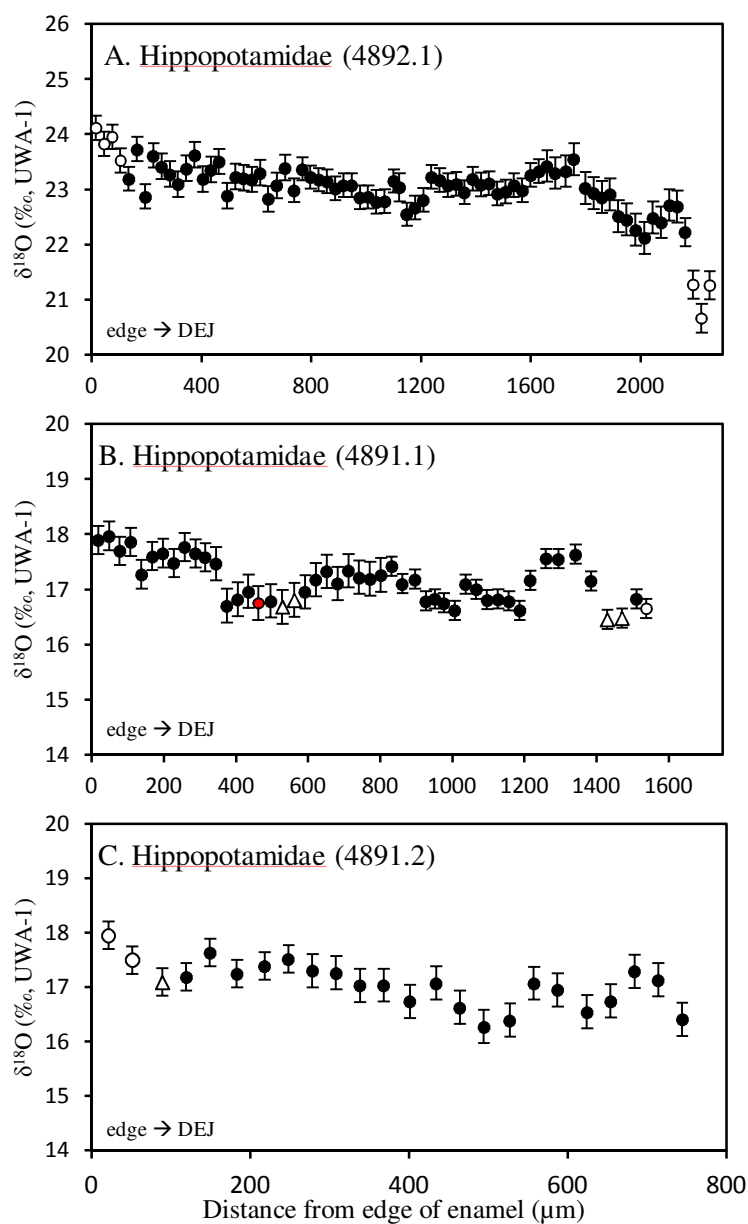 A. Hippopotamidae (4892.1)
δ¹⁸O (‰, UWA-1)
26
25
24
23
22
21
20
edge → DEJ
0 400 800 1200 1600 2000
B. Hippopotamidae (4891.1)
δ¹⁸O (‰, UWA-1)
20
19
18
17
16
15
14
edge → DEJ
0 200 400 600 800 1000 1200 1400 1600
C. Hippopotamidae (4891.2)
δ¹⁸O (‰, UWA-1)
20
19
18
17
16
15
14
edge → DEJ
0 200 400 600 800
Distance from edge of enamel (μm)